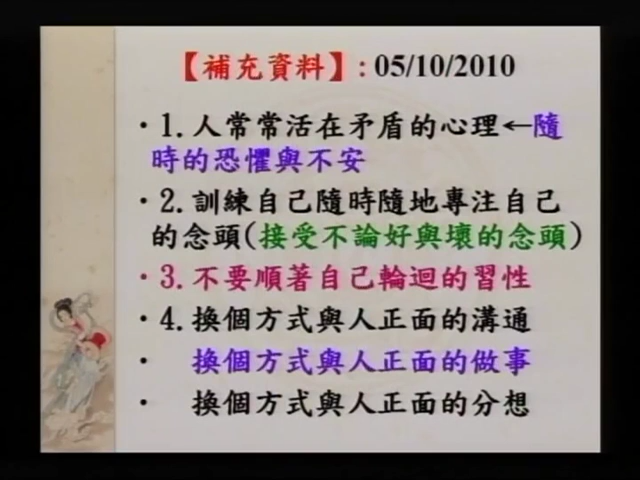 【補充資料】: 05/10/2010
• 1. 人常常活在矛盾的心理←隨
時的恐懼與不安
• 2. 訓練自己隨時隨地專注自己
的念頭(接受不論好與壞的念頭)
• 3. 不要順著自己輪迴的習性
• 4. 換個方式與人正面的溝通
• 換個方式與人正面的做事
• 換個方式與人正面的分想